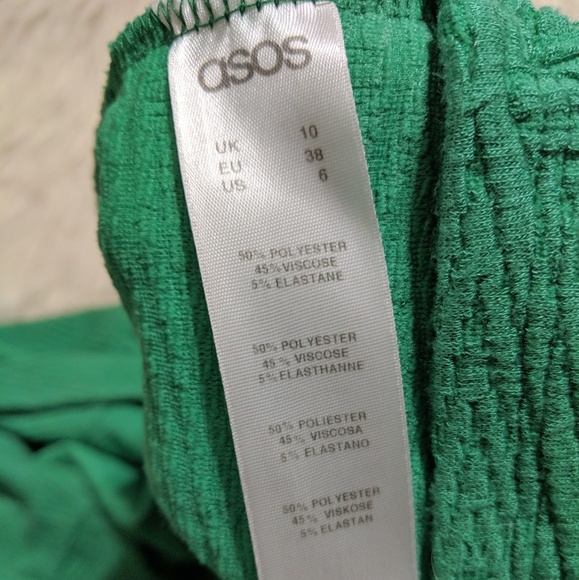 asos
UK 10
EU 38
US 6
50% POLYESTER
45% VISCOSE
5% ELASTANE
50% POLYESTER
45% VISCOSE
5% ELASTHANNE
50% POLIESTER
45% VISCOSA
5% ELASTANO
50% POLYESTER
45% VISKOSE
5% ELASTAN